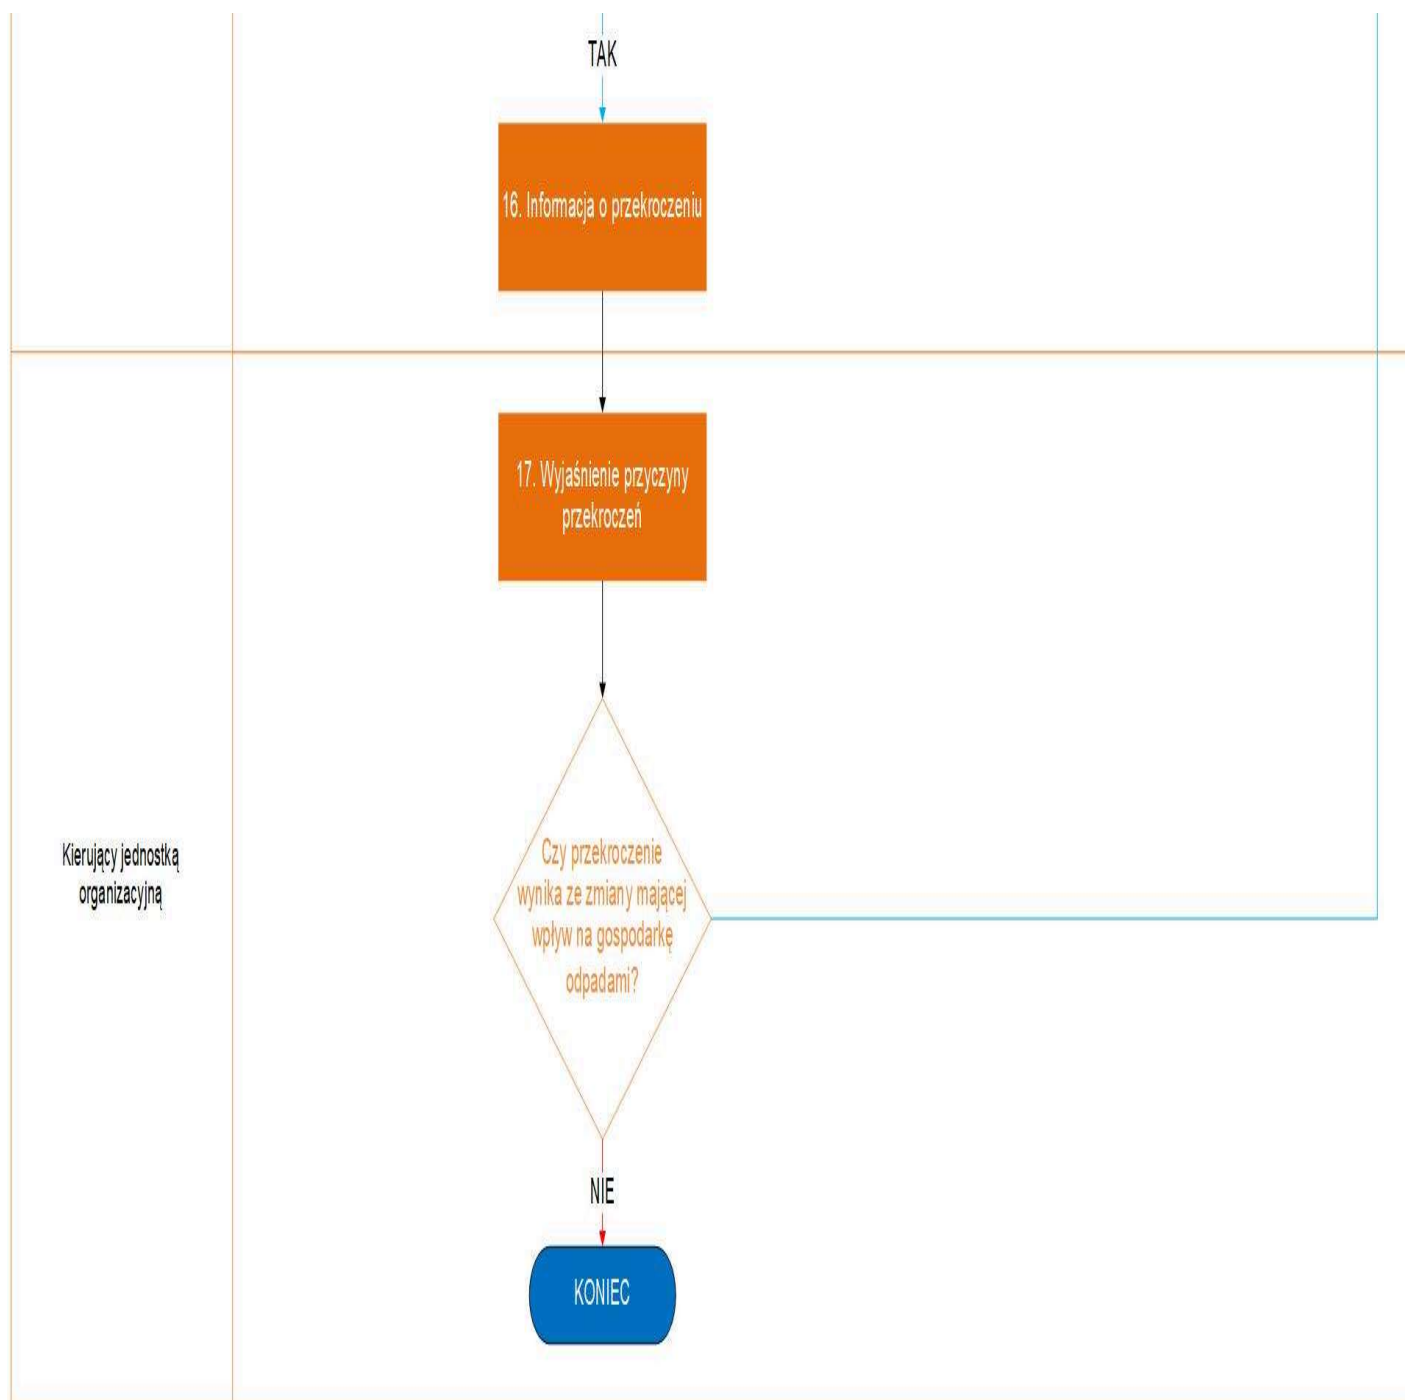 TAK
16. Informacja o przekroczeniu
17. Wyjaśnienie przyczyny
przekroczeń
Kierujący jednostką
organizacyjną
Czy przekroczenie
wynika ze zmiany mającej
wpływ na gospodarkę
odpadami?
NIE
KONIEC